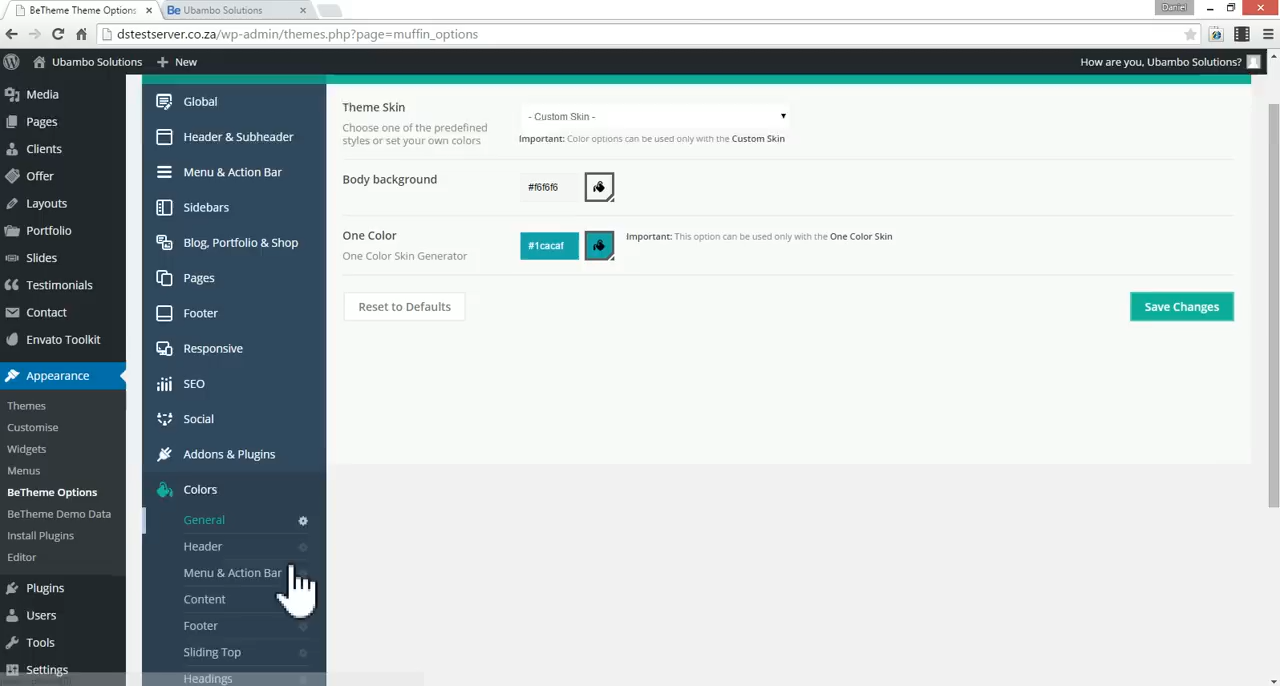 BeTheme Theme Options
Be Ubambo Solutions
Daniel
dstestserver.co.za/wp-admin/themes.php?page=muffin_options
Ubambo Solutions
New
How are you, Ubambo Solutions?
Media
Pages
Clients
Offer
Layouts
Portfolio
Slides
Testimonials
Contact
Envato Toolkit
Appearance
Themes
Customise
Widgets
Menus
BeTheme Options
BeTheme Demo Data
Install Plugins
Editor
Plugins
Users
Tools
Settings
Global
Header & Subheader
Menu & Action Bar
Sidebars
Blog, Portfolio & Shop
Pages
Footer
Responsive
SEO
Social
Addons & Plugins
Colors
General
Header
Menu & Action Bar
Content
Footer
Sliding Top
Headings
Theme Skin
Choose one of the predefined
styles or set your own colors
- Custom Skin -
Important: Color options can be used only with the Custom Skin
Body background
#f6f6f6
One Color
One Color Skin Generator
#1cacaf
Important: This option can be used only with the One Color Skin
Reset to Defaults
Save Changes